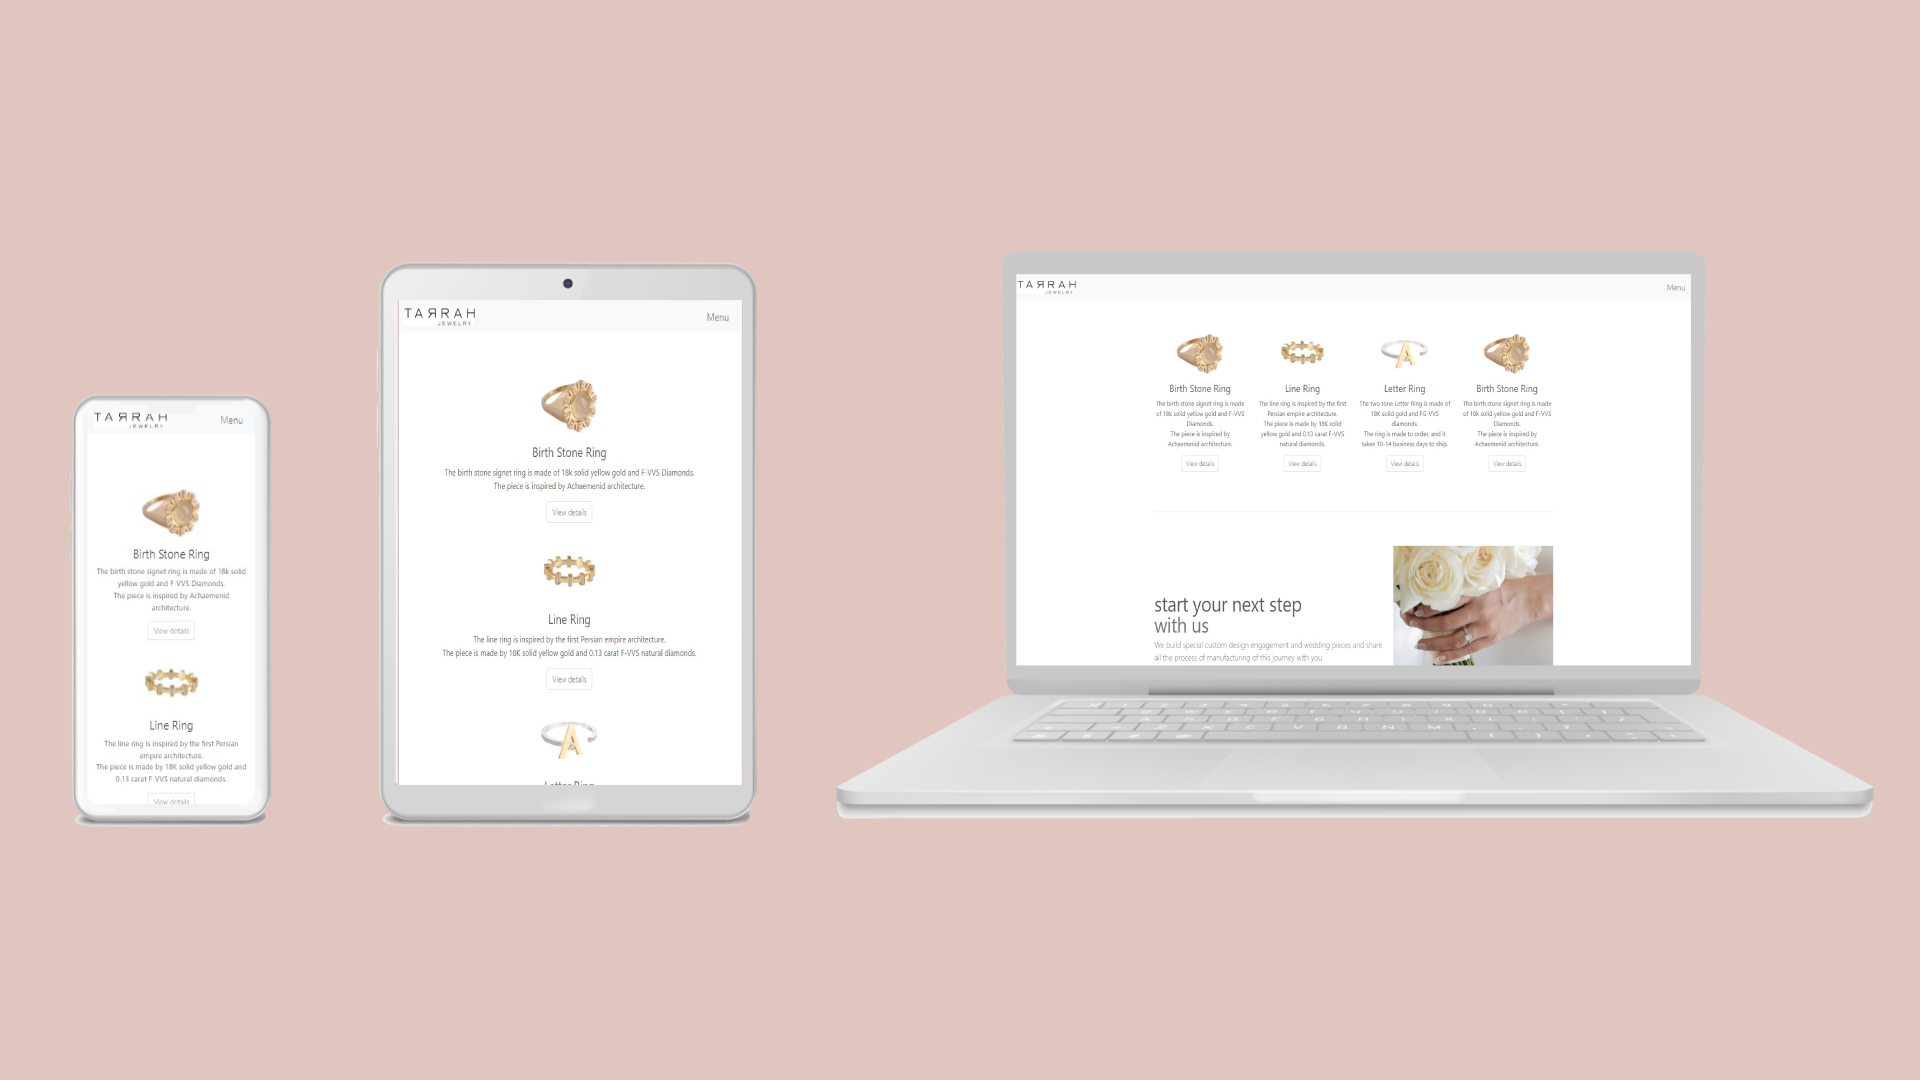 TAЯRAH
JEWELRY
Menu
Birth Stone Ring
The birth stone signet ring is made of 18k solid
yellow gold and F-VVS Diamonds.
The piece is inspired by Achaemenid
architecture.
View details
Line Ring
The line ring is inspired by the first Persian
empire architecture.
The piece is made by 18K solid yellow gold and
0.13 carat F-VVS natural diamonds.
View details
TAЯRAH
JEWELRY
Menu
Birth Stone Ring
The birth stone signet ring is made of 18k solid yellow gold and F-VVS Diamonds.
The piece is inspired by Achaemenid architecture.
View details
Line Ring
The line ring is inspired by the first Persian empire architecture.
The piece is made by 18K solid yellow gold and 0.13 carat F-VVS natural diamonds.
View details
Letter Ring
TAЯRAH
JEWELRY
Menu
Birth Stone Ring
The birth stone signet ring is made
of 18k solid yellow gold and F-VVS
Diamonds.
The piece is inspired by
Achaemenid architecture.
View details
Line Ring
The line ring is inspired by the first
Persian empire architecture.
The piece is made by 18K solid
yellow gold and 0.13 carat F-VVS
natural diamonds.
View details
Letter Ring
The two tone Letter Ring is made of
18K solid gold and FG-VVS
diamonds.
The ring is made to order, and it
takes 10-14 business days to ship.
View details
Birth Stone Ring
The birth stone signet ring is made
of 18k solid yellow gold and F-VVS
Diamonds.
The piece is inspired by
Achaemenid architecture.
View details
start your next step
with us
We build special custom design engagement and wedding pieces and share
all the process of manufacturing of this journey with you